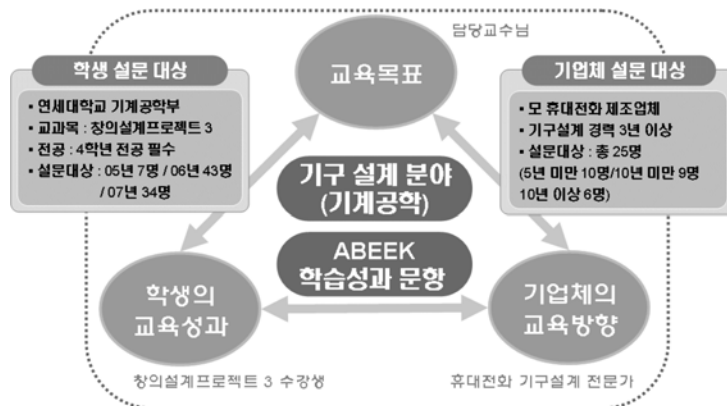 담당교수님
학생 설문 대상
▪ 연세대학교 기계공학부
▪ 교과목 : 창의설계프로젝트 3
▪ 전공 : 4학년 전공 필수
▪ 설문대상 : 05년 7명 / 06년 43명
/ 07년 34명
교육목표
기업체 설문 대상
▪ 모 휴대전화 제조업체
▪ 기구설계 경력 3년 이상
▪ 설문대상 : 총 25명
(5년 미만 10명/10년 미만 9명
10년 이상 6명)
기구 설계 분야
(기계공학)
ABEEK
학습성과 문항
학생의
교육성과
기업체의
교육방향
창의설계프로젝트 3 수강생
휴대전화 기구설계 전문가